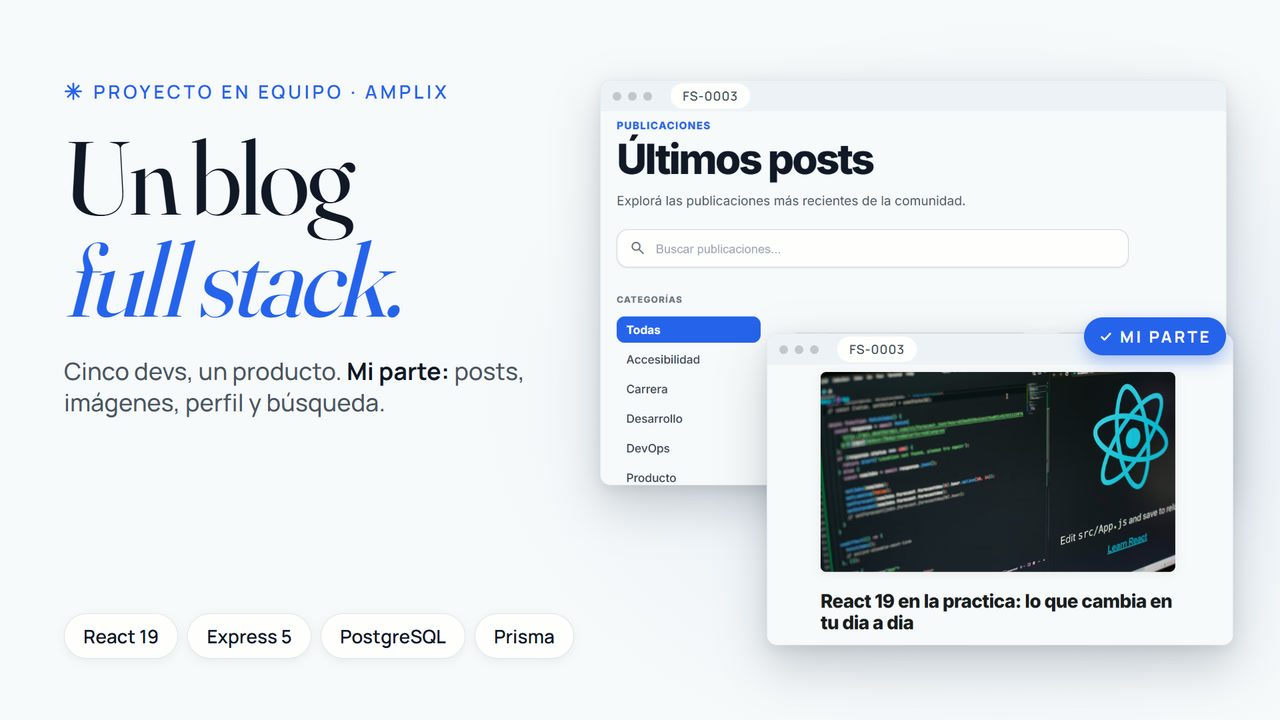 PROYECTO EN EQUIPO · AMPLIX
Un blog
full stack.
Cinco devs, un producto. Mi parte: posts,
imágenes, perfil y búsqueda.
React 19
Express 5
PostgreSQL
Prisma
FS-0003
PUBLICACIONES
Últimos posts
Explorá las publicaciones más recientes de la comunidad.
Buscar publicaciones...
CATEGORÍAS
Todas
Accesibilidad
Carrera
Desarrollo
DevOps
Producto
FS-0003
MI PARTE
Edit src/App.js and save to
Learn React
React 19 en la practica: lo que cambia en
tu dia a dia